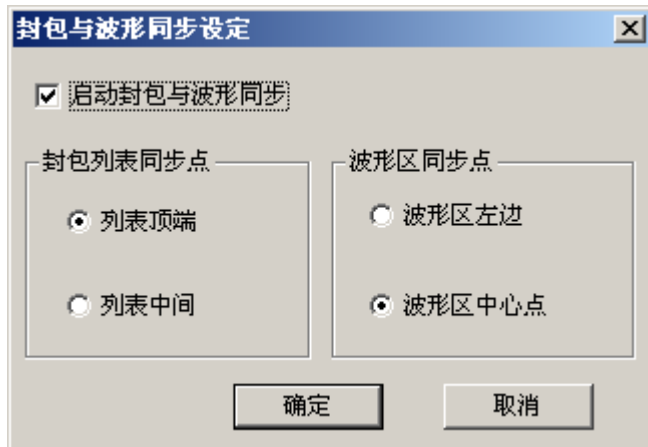 封包与波形同步设定
启动封包与波形同步
封包列表同步点
列表顶端
列表中间
波形区同步点
波形区左边
波形区中心点
确定
取消